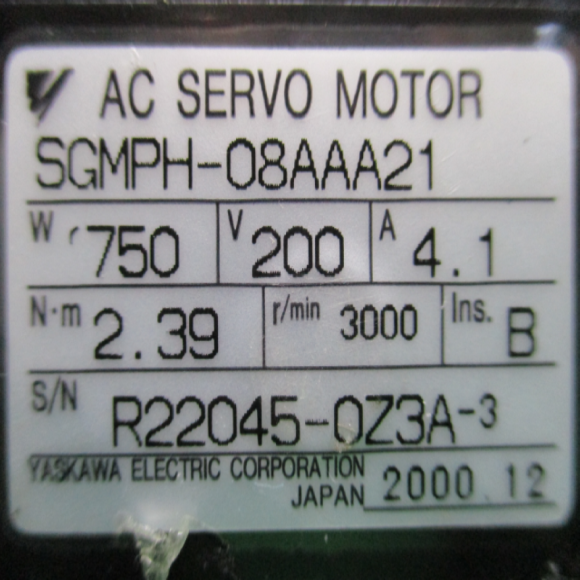 AC SERVO MOTOR
SGMPH-08AAA21
W 750 V 200 A 4.1
N·m 2.39 r/min 3000 Ins. B
S/N R22045-0Z3A-3
YASKAWA ELECTRIC CORPORATION
JAPAN 2000.12